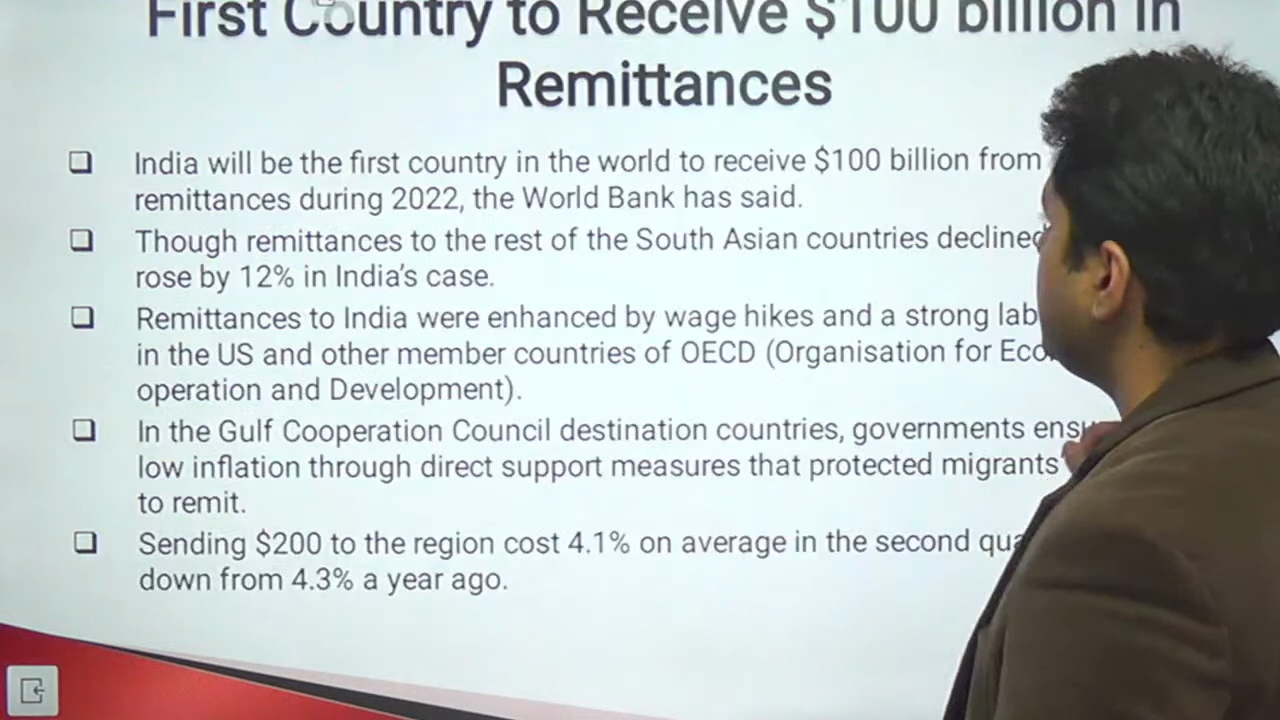 First Country to Receive $100 billion in
Remittances
❑ India will be the first country in the world to receive $100 billion from
remittances during 2022, the World Bank has said.
❑ Though remittances to the rest of the South Asian countries declined
rose by 12% in India's case.
❑ Remittances to India were enhanced by wage hikes and a strong
in the US and other member countries of OECD (Organisation for
operation and Development).
❑ In the Gulf Cooperation Council destination countries, governments
low inflation through direct support measures that protected migrants
to remit.
❑ Sending $200 to the region cost 4.1% on average in the second
down from 4.3% a year ago.